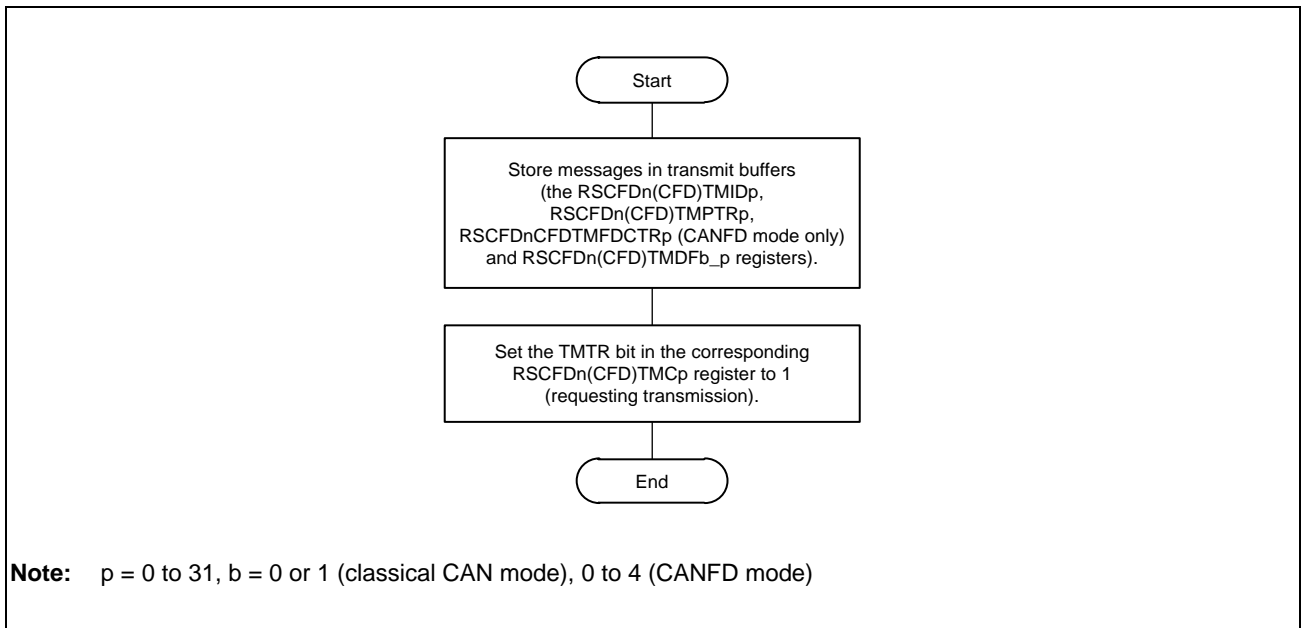 Start
Store messages in transmit buffers
(the RSCFDn(CFD)TMIDp,
RSCFDn(CFD)TMPTRp,
RSCFDnCFDTMFDCTRp (CANFD mode only)
and RSCFDn(CFD)TMDFb_p registers).
Set the TMTR bit in the corresponding
RSCFDn(CFD)TMCp register to 1
(requesting transmission).
End
Note: p = 0 to 31, b = 0 or 1 (classical CAN mode), 0 to 4 (CANFD mode)